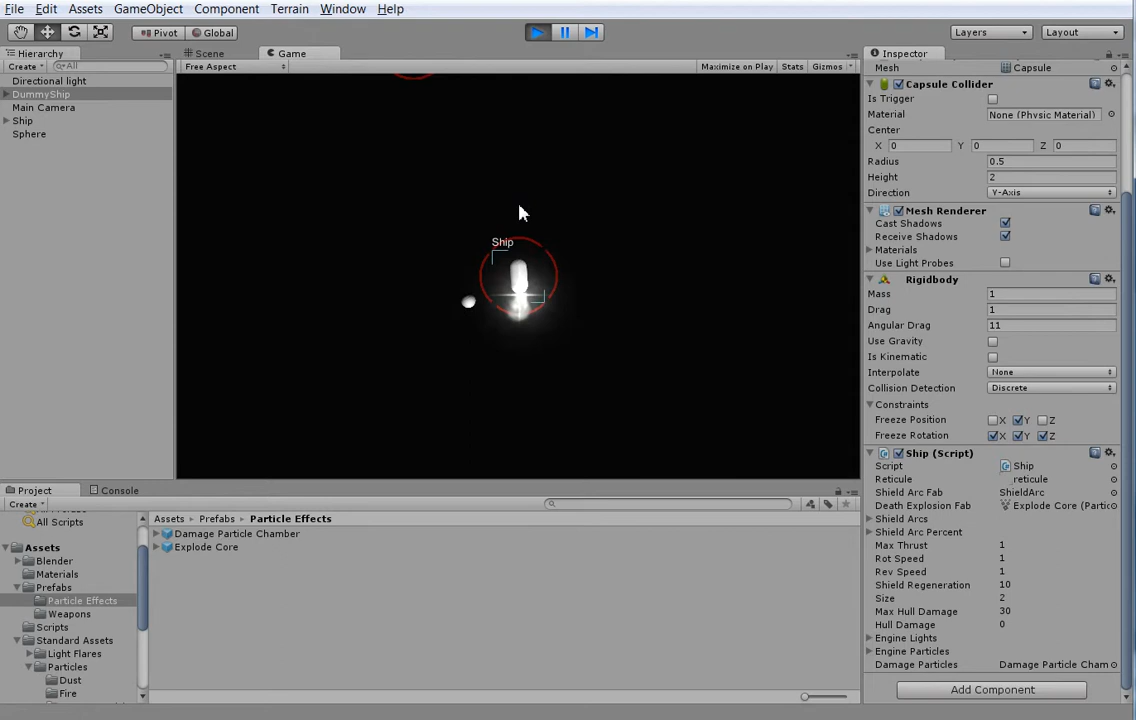 File Edit Assets GameObject Component Terrain Window Help
Pivot Global Layers Layout
Hierarchy
Create All
Directional light
DummyShip
Main Camera
Ship
Sphere
Scene Game
Free Aspect Maximize on Play Stats Gizmos
Ship
Inspector
Mesh Capsule
Capsule Collider
Is Trigger
Material None (Physic Material)
Center
X 0 Y 0 Z 0
Radius 0.5
Height 2
Direction Y-Axis
Mesh Renderer
Cast Shadows
Receive Shadows
Materials
Use Light Probes
Rigidbody
Mass 1
Drag 1
Angular Drag 11
Use Gravity
Is Kinematic
Interpolate None
Collision Detection Discrete
Constraints
Freeze Position X Y Z
Freeze Rotation X Y Z
Ship (Script)
Script Ship
Reticule _reticule
Shield Arc Fab ShieldArc
Death Explosion Fab Explode Core (Partic
Shield Arcs
Shield Arc Percent
Max Thrust 1
Rot Speed 1
Rev Speed 1
Shield Regeneration 10
Size 2
Max Hull Damage 30
Hull Damage 0
Engine Lights
Engine Particles
Damage Particles Damage Particle Cham
Add Component
Project Console
Create
All Scripts
Assets
Blender
Materials
Prefabs
Particle Effects
Weapons
Scripts
Standard Assets
Light Flares
Particles
Dust
Fire
Assets Prefabs Particle Effects
Damage Particle Chamber
Explode Core